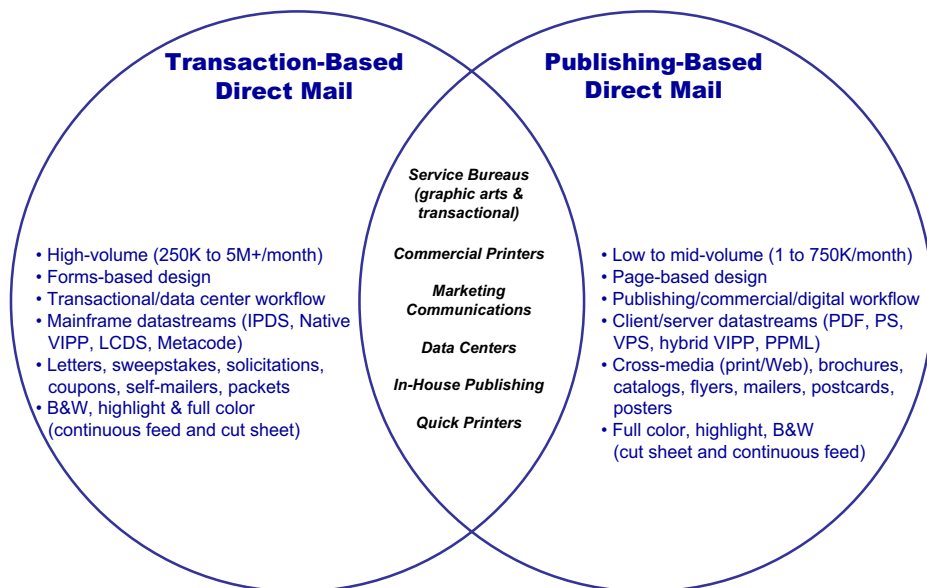 Transaction-Based
Direct Mail
Publishing-Based
Direct Mail
Service Bureaus
(graphic arts &
transactional)
Commercial Printers
Marketing
Communications
Data Centers
In-House Publishing
Quick Printers
• High-volume (250K to 5M+/month)
• Forms-based design
• Transactional/data center workflow
• Mainframe datastreams (IPDS, Native
VIPP, LCDS, Metacode)
• Letters, sweepstakes, solicitations,
coupons, self-mailers, packets
• B&W, highlight & full color
(continuous feed and cut sheet)
• Low to mid-volume (1 to 750K/month)
• Page-based design
• Publishing/commercial/digital workflow
• Client/server datastreams (PDF, PS,
VPS, hybrid VIPP, PPML)
• Cross-media (print/Web), brochures,
catalogs, flyers, mailers, postcards,
posters
• Full color, highlight, B&W
(cut sheet and continuous feed)